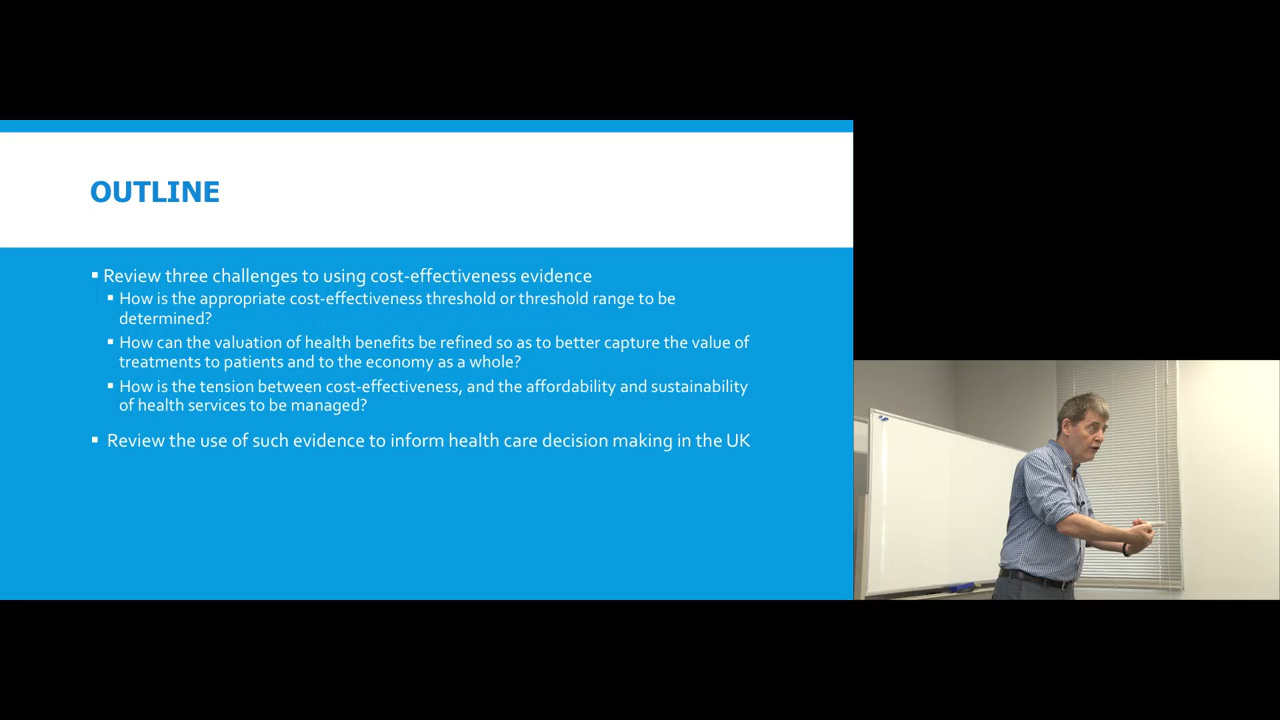 OUTLINE
▪ Review three challenges to using cost-effectiveness evidence
▪ How is the appropriate cost-effectiveness threshold or threshold range to be
determined?
▪ How can the valuation of health benefits be refined so as to better capture the value of
treatments to patients and to the economy as a whole?
▪ How is the tension between cost-effectiveness, and the affordability and sustainability
of health services to be managed?
▪ Review the use of such evidence to inform health care decision making in the UK